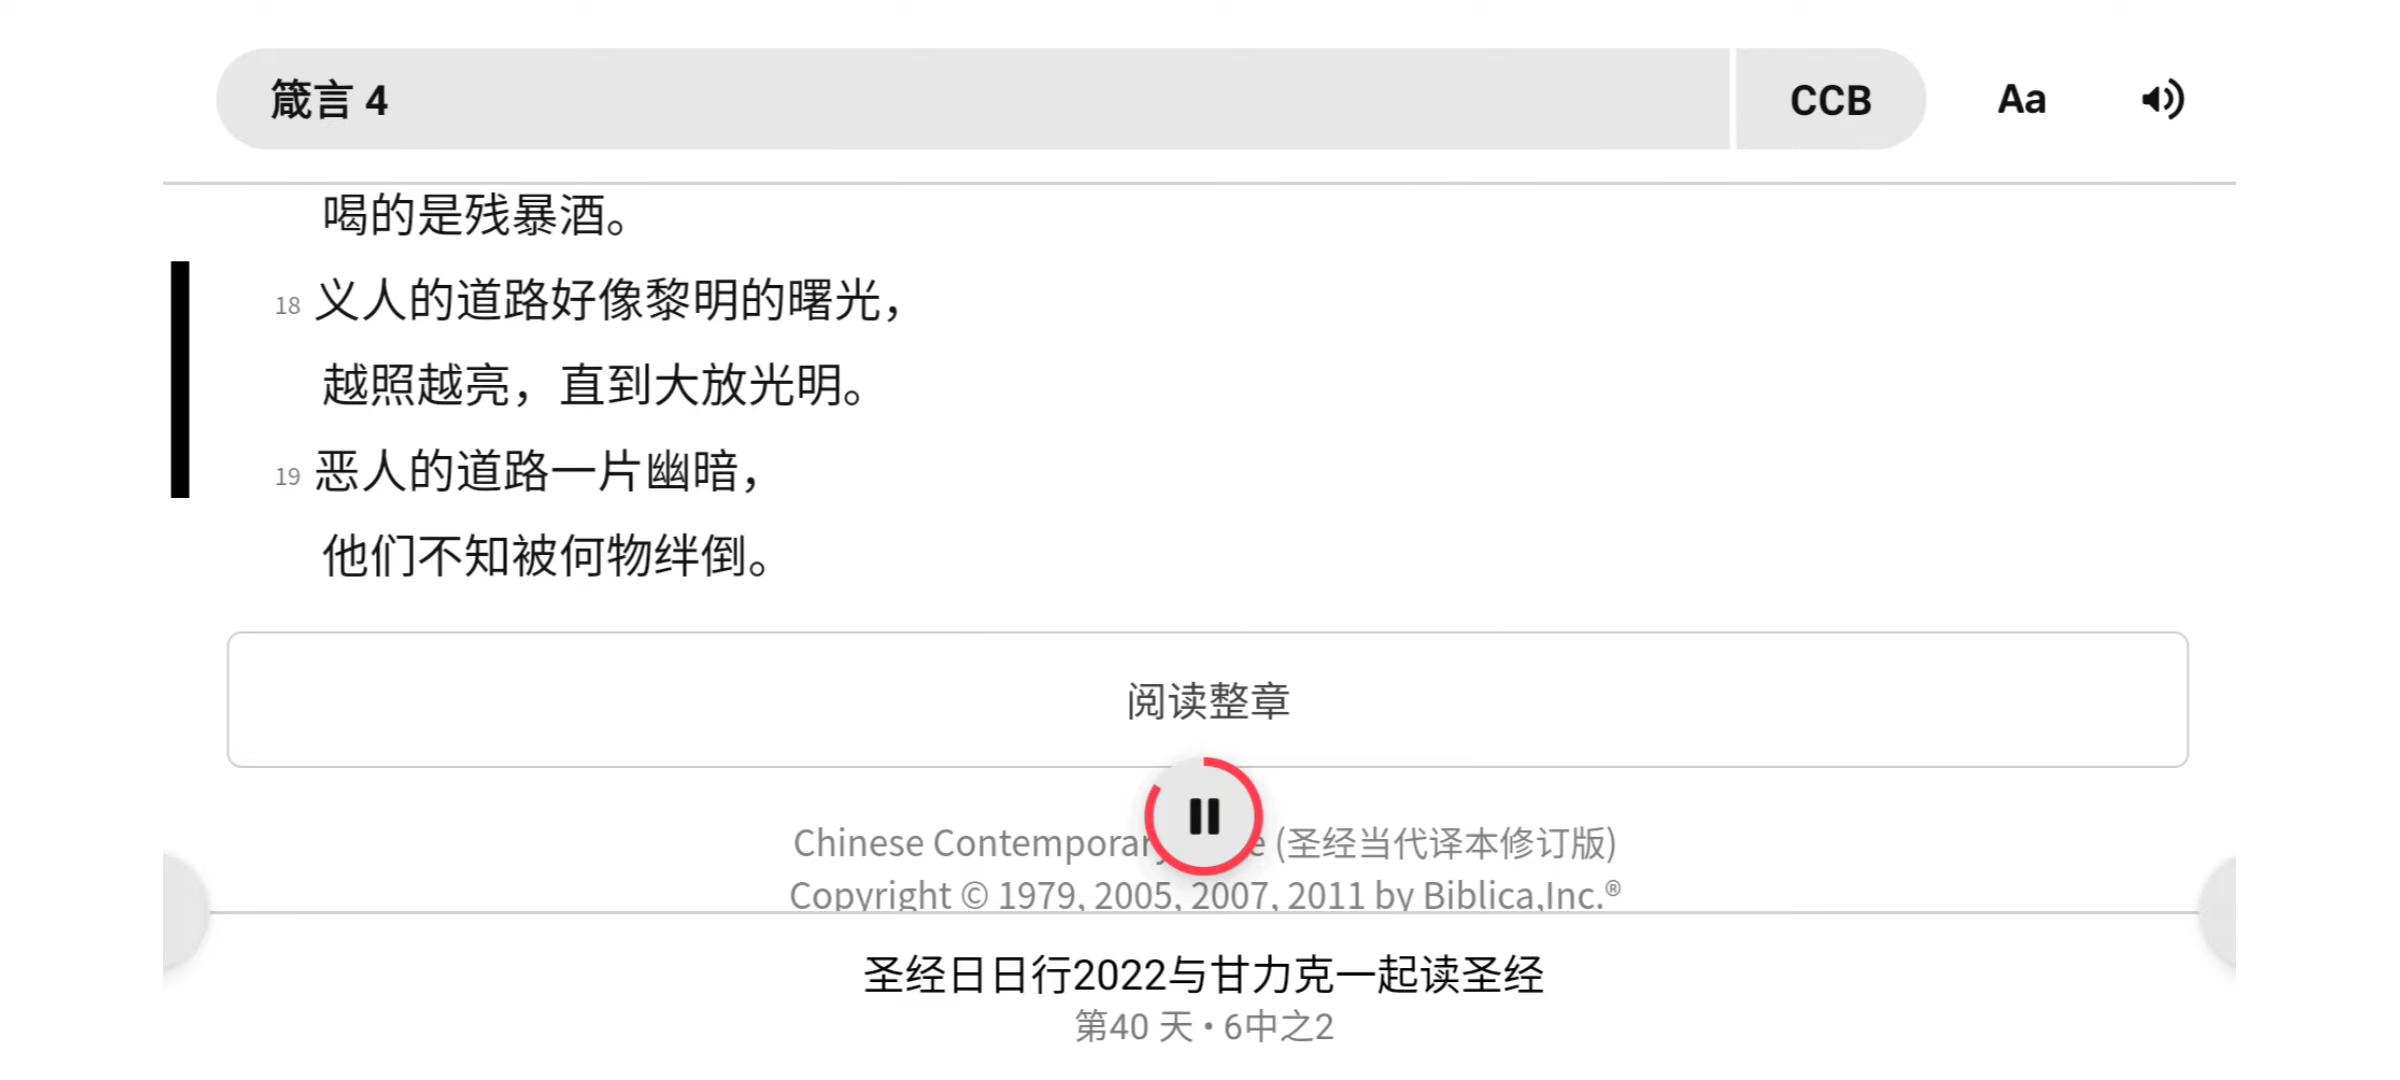 箴言 4
CCB
Aa
喝的是残暴酒。
18 义人的道路好像黎明的曙光，
越照越亮，直到大放光明。
19 恶人的道路一片幽暗，
他们不知被何物绊倒。
阅读整章
Chinese Contemporary (圣经当代译本修订版)
Copyright © 1979, 2005, 2007, 2011 by Biblica,Inc.®
圣经日日行2022与甘力克一起读圣经
第40 天 • 6中之2